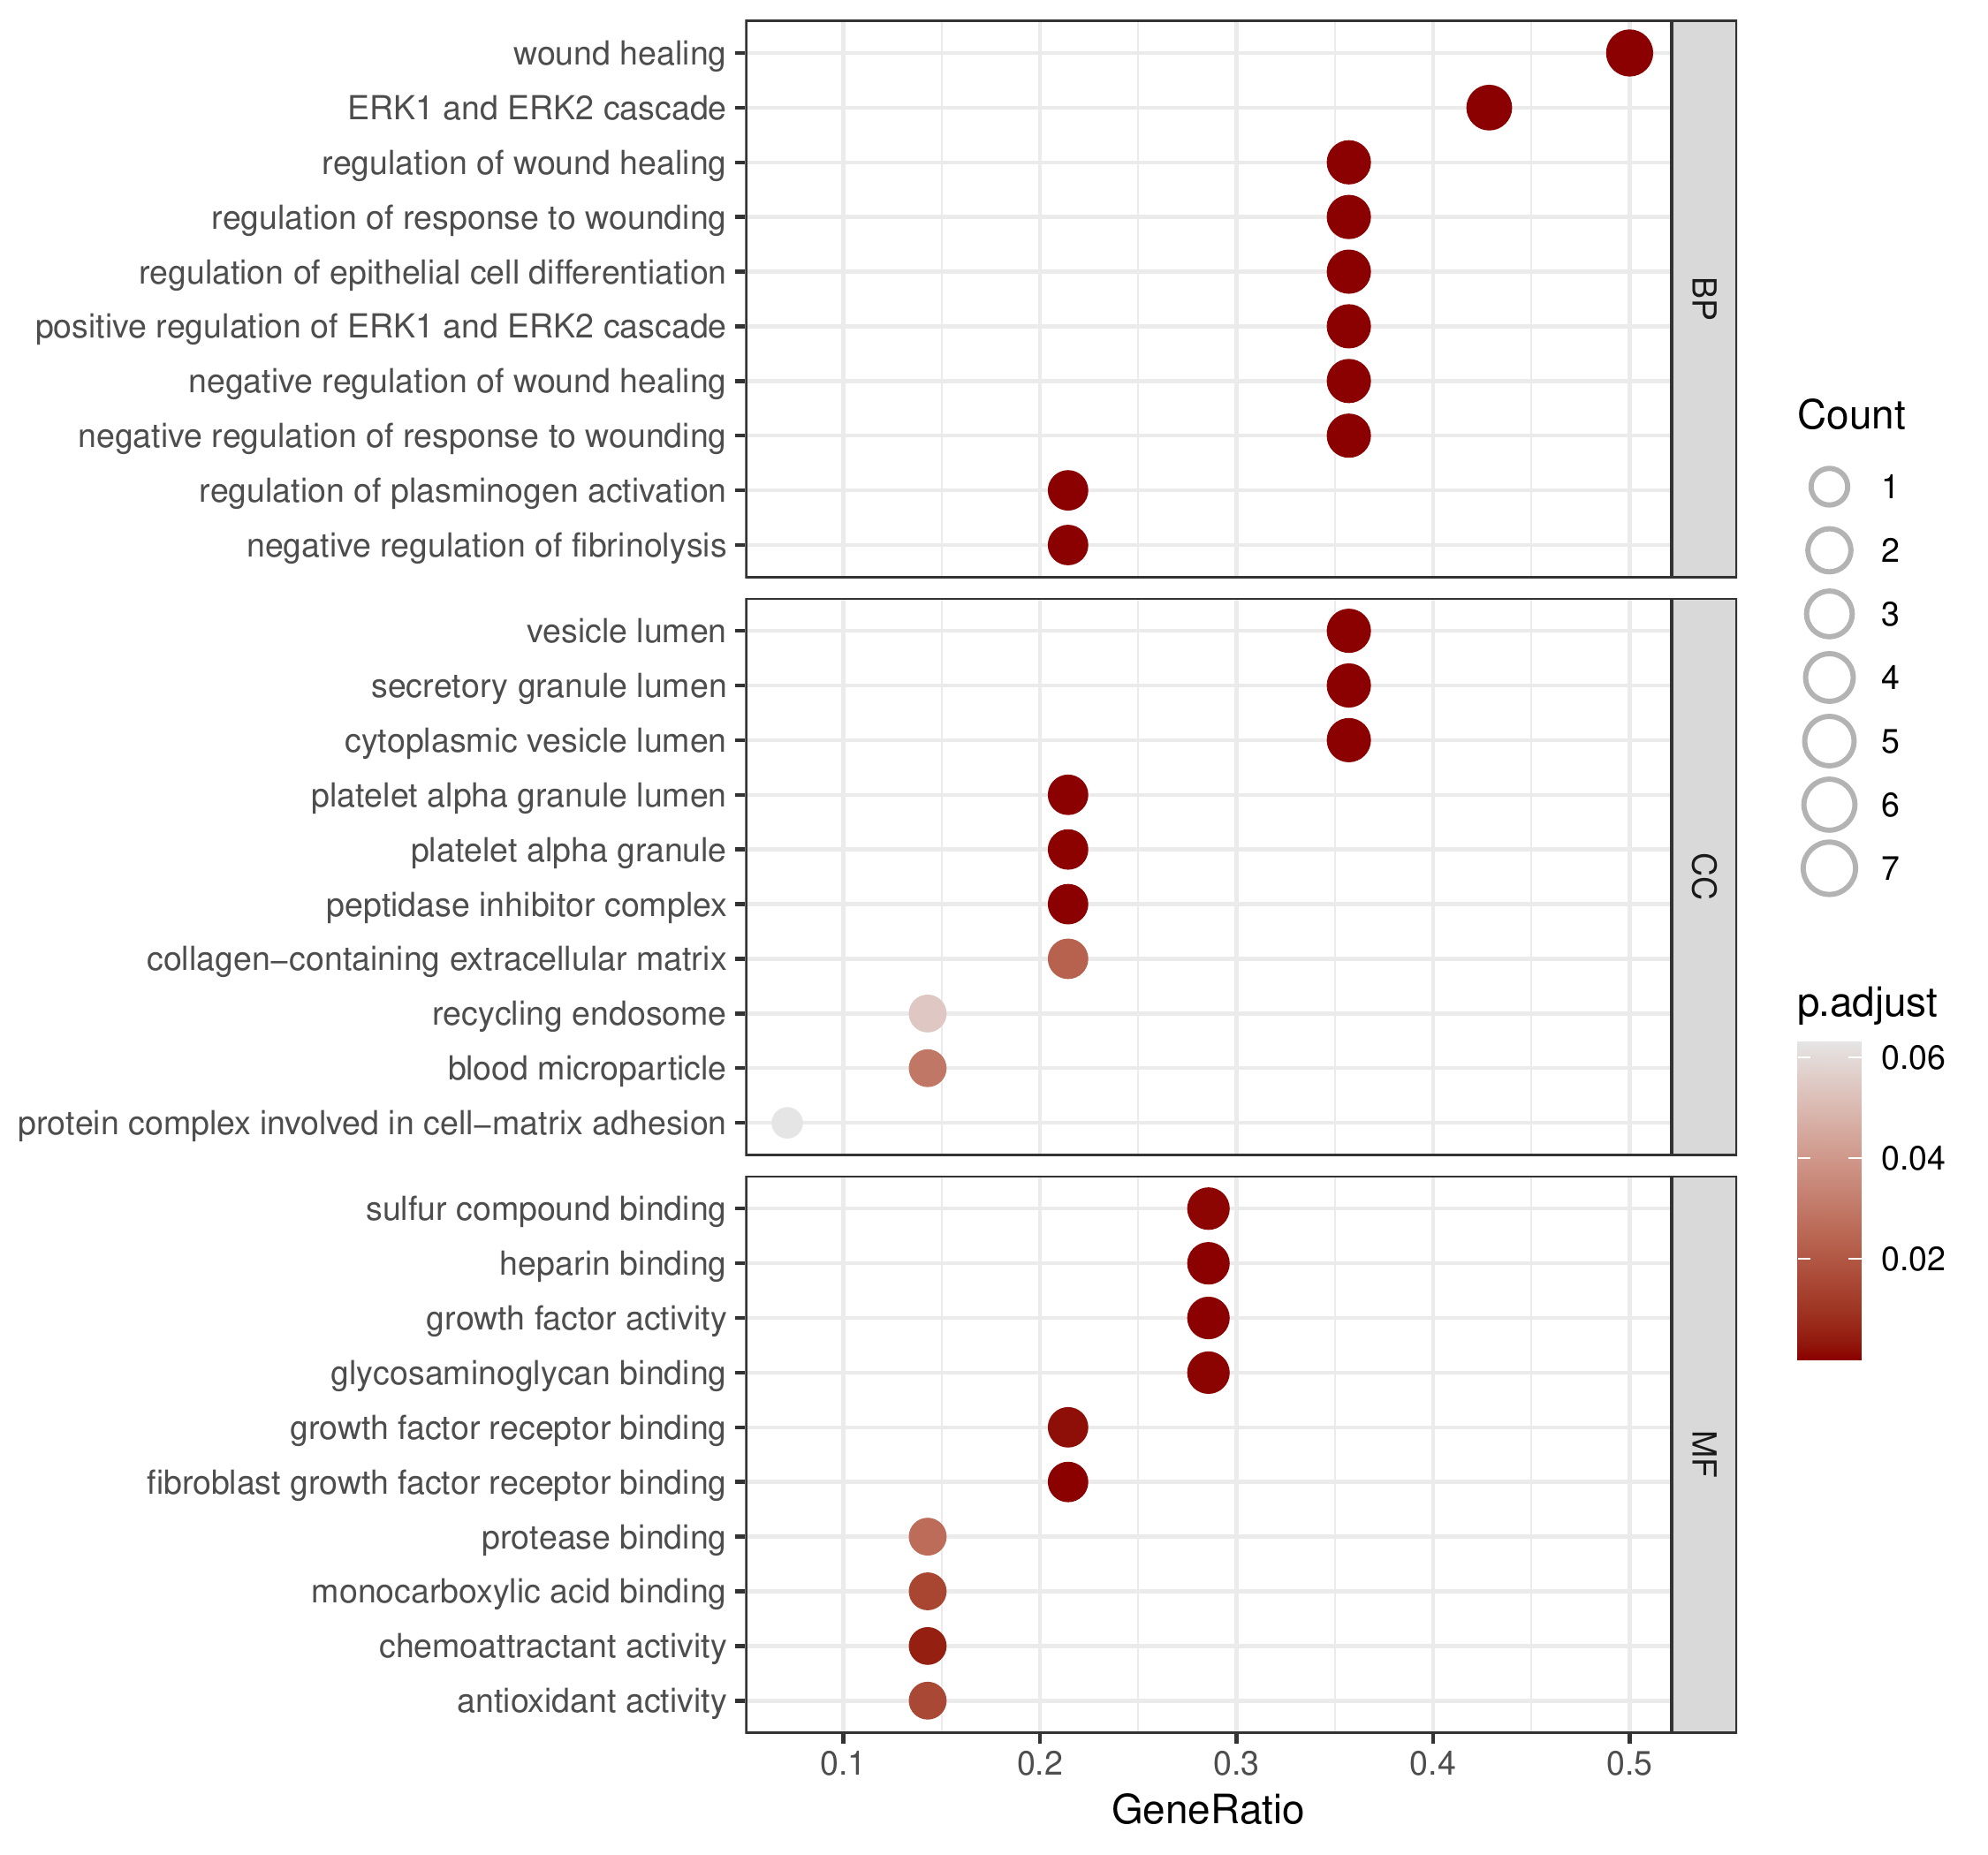 wound healing
ERK1 and ERK2 cascade
regulation of wound healing
regulation of response to wounding
regulation of epithelial cell differentiation
positive regulation of ERK1 and ERK2 cascade
negative regulation of wound healing
negative regulation of response to wounding
regulation of plasminogen activation
negative regulation of fibrinolysis
BP
vesicle lumen
secretory granule lumen
cytoplasmic vesicle lumen
platelet alpha granule lumen
platelet alpha granule
peptidase inhibitor complex
collagen−containing extracellular matrix
recycling endosome
blood microparticle
protein complex involved in cell−matrix adhesion
CC
sulfur compound binding
heparin binding
growth factor activity
glycosaminoglycan binding
growth factor receptor binding
fibroblast growth factor receptor binding
protease binding
monocarboxylic acid binding
chemoattractant activity
antioxidant activity
MF
0.1 0.2 0.3 0.4 0.5
GeneRatio
Count
1
2
3
4
5
6
7
p.adjust
0.06
0.04
0.02